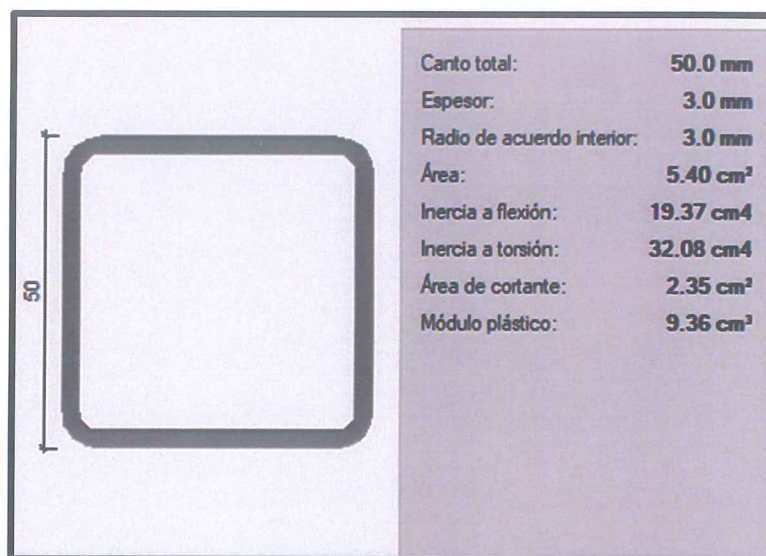 50
Canto total: 50.0 mm
Espesor: 3.0 mm
Radio de acuerdo interior: 3.0 mm
Área: 5.40 cm²
Inercia a flexión: 19.37 cm4
Inercia a torsión: 32.08 cm4
Área de cortante: 2.35 cm²
Módulo plástico: 9.36 cm³